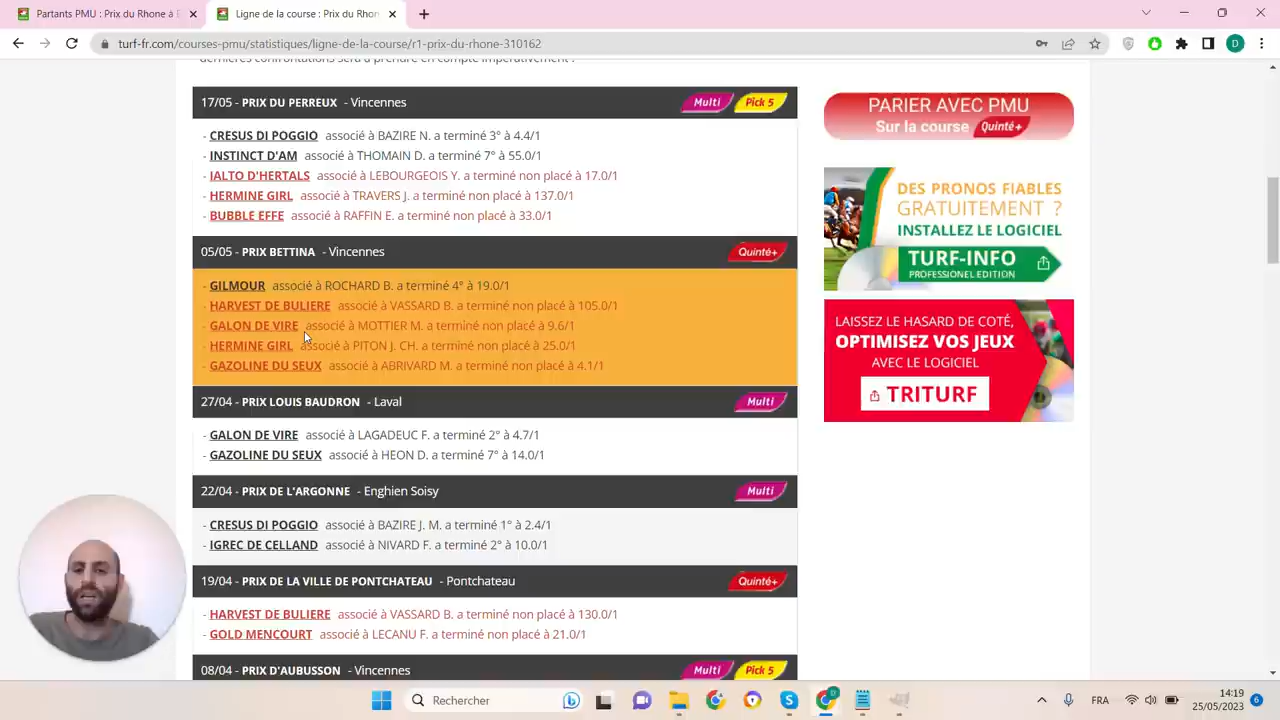 Partants PMU du Prix du Rhône à E
Ligne de la course : Prix du Rhor
turf-fr.com/courses-pmu/statistiques/ligne-de-la-course/r1-prix-du-rhone-310162
D
dernières confrontations sera à prendre en compte impérativement !
17/05 - PRIX DU PERREUX - Vincennes Multi Pick 5
- CRESUS DI POGGIO associé à BAZIRE N. a terminé 3° à 4.4/1
- INSTINCT D'AM associé à THOMAIN D. a terminé 7° à 55.0/1
- IALTO D'HERTALS associé à LEBOURGEOIS Y. a terminé non placé à 17.0/1
- HERMINE GIRL associé à TRAVERS J. a terminé non placé à 137.0/1
- BUBBLE EFFE associé à RAFFIN E. a terminé non placé à 33.0/1
05/05 - PRIX BETTINA - Vincennes Quinté+
- GILMOUR associé à ROCHARD B. a terminé 4° à 19.0/1
- HARVEST DE BULIERE associé à VASSARD B. a terminé non placé à 105.0/1
- GALON DE VIRE associé à MOTTIER M. a terminé non placé à 9.6/1
- HERMINE GIRL associé à PITON J. CH. a terminé non placé à 25.0/1
- GAZOLINE DU SEUX associé à ABRIVARD M. a terminé non placé à 4.1/1
27/04 - PRIX LOUIS BAUDRON - Laval Multi
- GALON DE VIRE associé à LAGADEUC F. a terminé 2° à 4.7/1
- GAZOLINE DU SEUX associé à HEON D. a terminé 7° à 14.0/1
22/04 - PRIX DE L'ARGONNE - Enghien Soisy Multi
- CRESUS DI POGGIO associé à BAZIRE J. M. a terminé 1° à 2.4/1
- IGREC DE CELLAND associé à NIVARD F. a terminé 2° à 10.0/1
19/04 - PRIX DE LA VILLE DE PONTCHATEAU - Pontchateau Quinté+
- HARVEST DE BULIERE associé à VASSARD B. a terminé non placé à 130.0/1
- GOLD MENCOURT associé à LECANU F. a terminé non placé à 21.0/1
08/04 - PRIX D'AUBUSSON - Vincennes Multi Pick 5
PARIER AVEC PMU
Sur la course Quinté+
DES PRONOS FIABLES
GRATUITEMENT ?
INSTALLEZ LE LOGICIEL
TURF-INFO
PROFESSIONEL EDITION
LAISSEZ LE HASARD DE COTÉ,
OPTIMISEZ VOS JEUX
AVEC LE LOGICIEL
TRITURF
Rechercher
FRA
14:19
25/05/2023
6